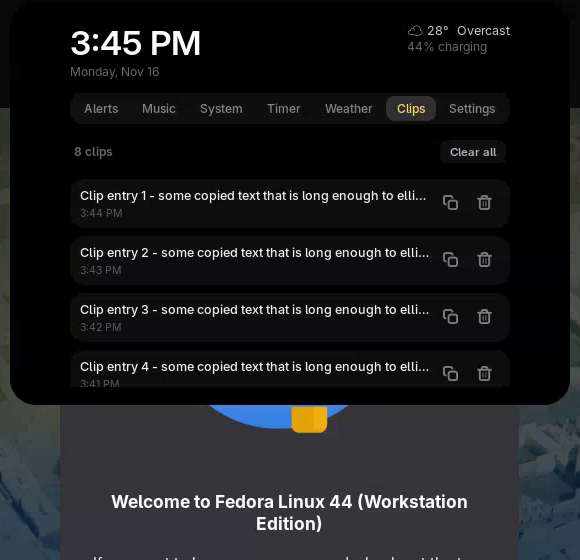 3:45 PM
28° Overcast
44% charging
Monday, Nov 16
Alerts Music System Timer Weather Clips Settings
8 clips
Clear all
Clip entry 1 - some copied text that is long enough to elli...
3:44 PM
Clip entry 2 - some copied text that is long enough to elli...
3:43 PM
Clip entry 3 - some copied text that is long enough to elli...
3:42 PM
Clip entry 4 - some copied text that is long enough to elli...
3:41 PM
Welcome to Fedora Linux 44 (Workstation
Edition)